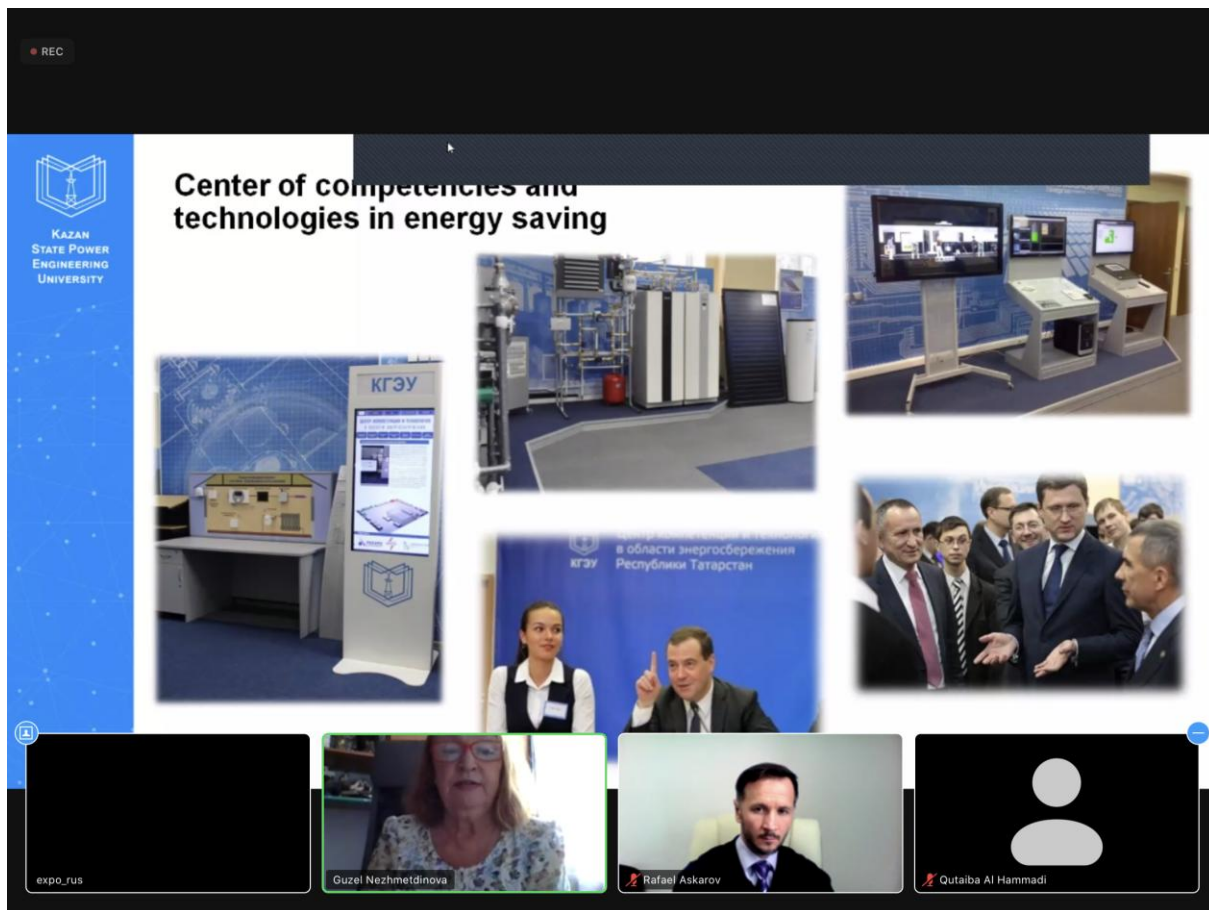 REC
KAZAN
STATE POWER
ENGINEERING
UNIVERSITY
Center of competencies and
technologies in energy saving
КГЭУ
КГЭУ
в области энергосбережения
Республики Татарстан
expo_rus
Guzel Nezhmetdinova
Rafael Askarov
Qutaiba Al Hammadi